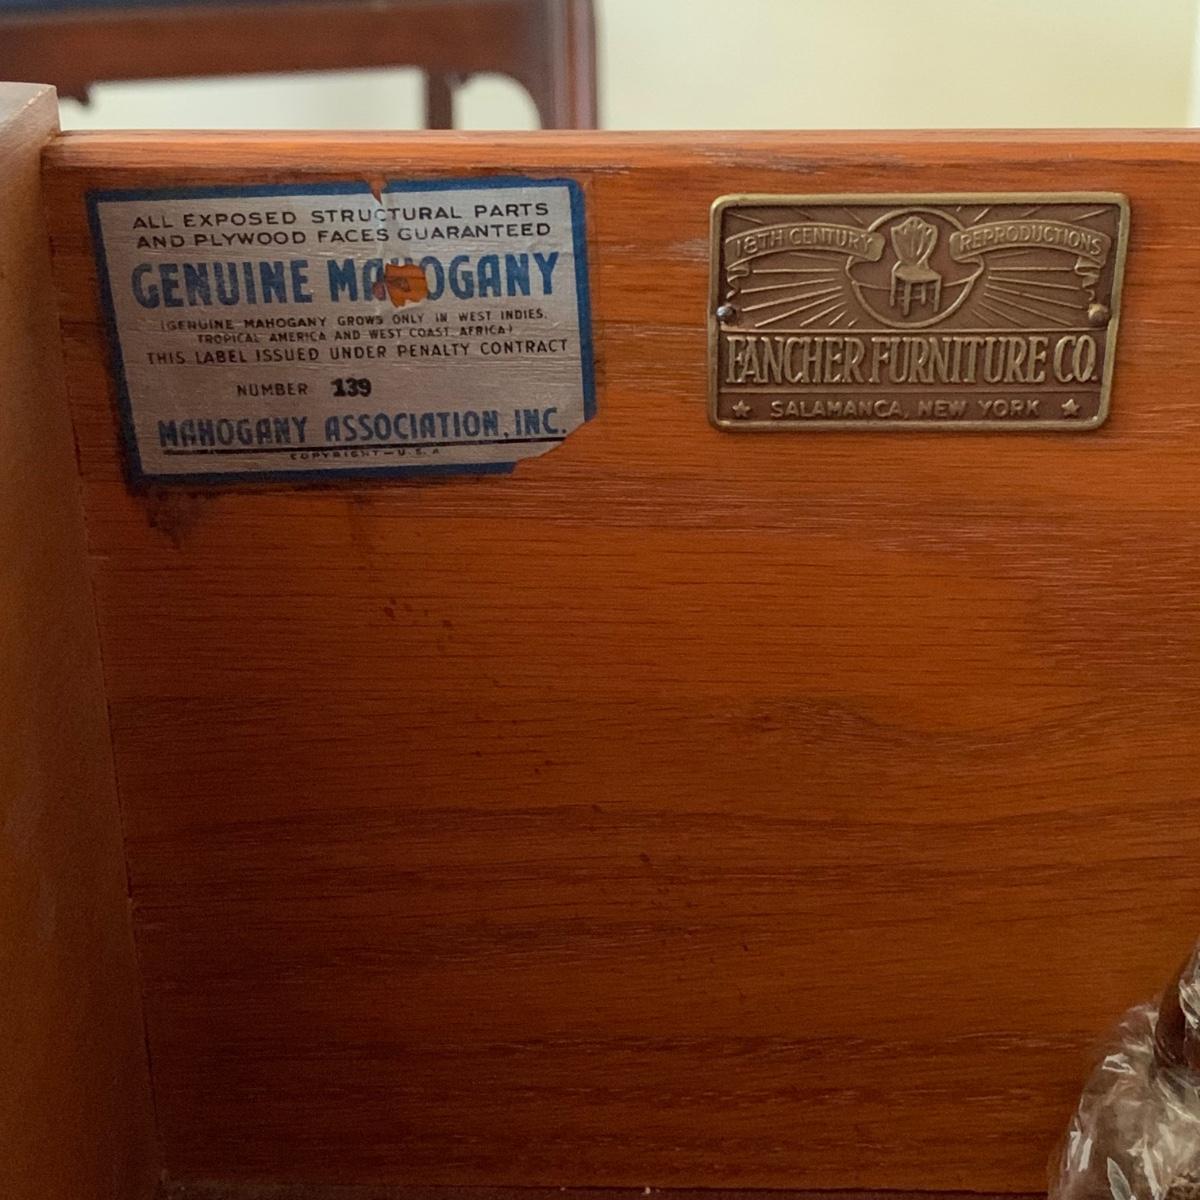 ALL EXPOSED STRUCTURAL PARTS
AND PLYWOOD FACES GUARANTEED
GENUINE MAHOGANY
(GENUINE MAHOGANY GROWS ONLY IN WEST INDIES,
TROPICAL AMERICA AND WEST COAST AFRICA)
THIS LABEL ISSUED UNDER PENALTY CONTRACT
NUMBER 139
MAHOGANY ASSOCIATION, INC.
COPYRIGHT—U.S.A
18TH CENTURY REPRODUCTIONS
FANCHER FURNITURE CO.
SALAMANCA, NEW YORK